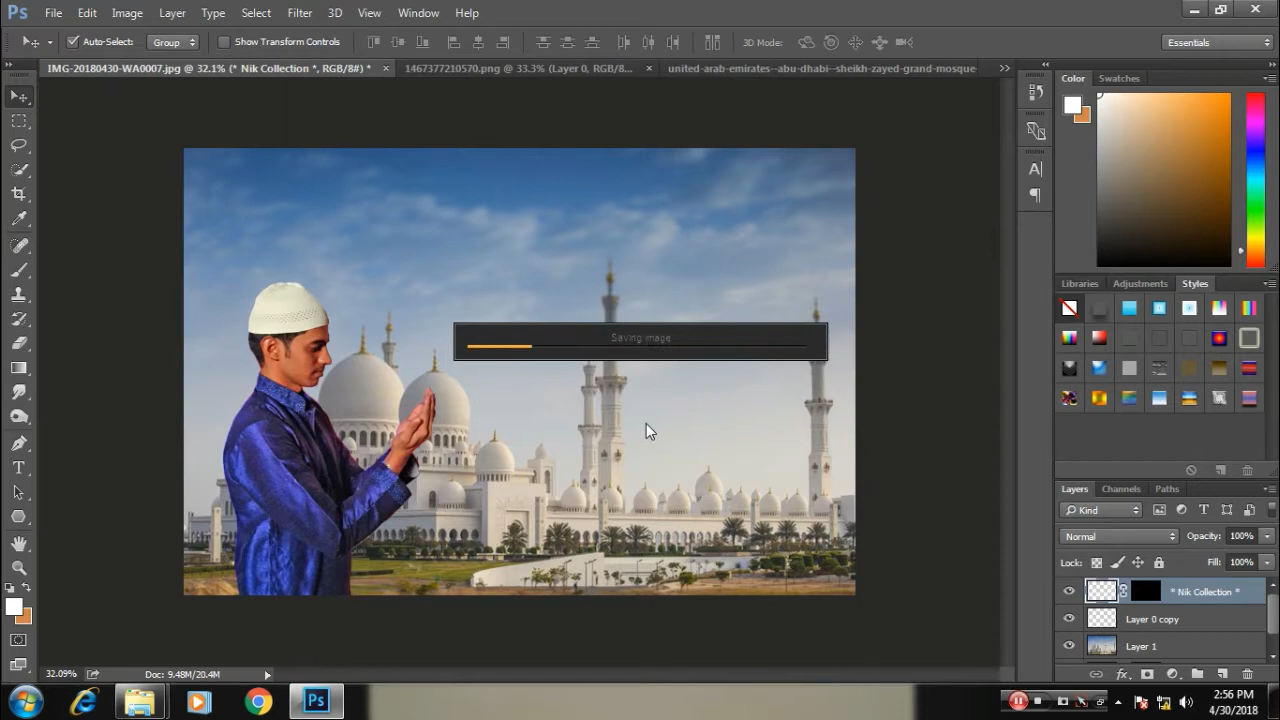 Ps File Edit Image Layer Type Select Filter 3D View Window Help
Auto-Select: Group Show Transform Controls 3D Mode: Essentials
IMG-20180430-WA0007.jpg @ 32.1% (* Nik Collection *, RGB/8#) * × 1467377210570.png @ 33.3% (Layer 0, RGB/8... × united-arab-emirates--abu-dhabi--sheikh-zayed-grand-mosque
Color Swatches
Libraries Adjustments Styles
Saving image
Layers Channels Paths
Kind
Normal Opacity: 100%
Lock: Fill: 100%
* Nik Collection *
Layer 0 copy
Layer 1
32.09% Doc: 9.48M/20.4M
Ps
2:56 PM
4/30/2018